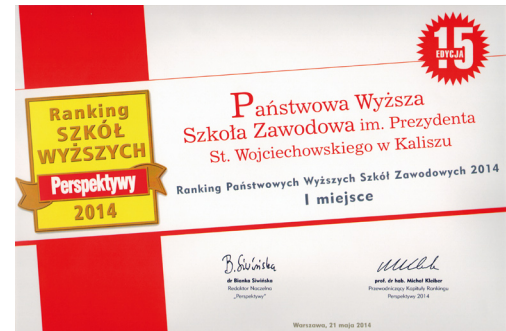 15
EDYCJA
Ranking
SZKÓŁ
WYŻSZYCH
Perspektywy
2014
Państwowa Wyższa
Szkoła Zawodowa im. Prezydenta
St. Wojciechowskiego w Kaliszu
Ranking Państwowych Wyższych Szkół Zawodowych 2014
I miejsce
B. Siwińska
dr Bianka Siwińska
Redaktor Naczelna
„Perspektywy”
prof. dr hab. Michał Kleiber
Przewodniczący Kapituły Rankingu
Perspektywy 2014
Warszawa, 21 maja 2014